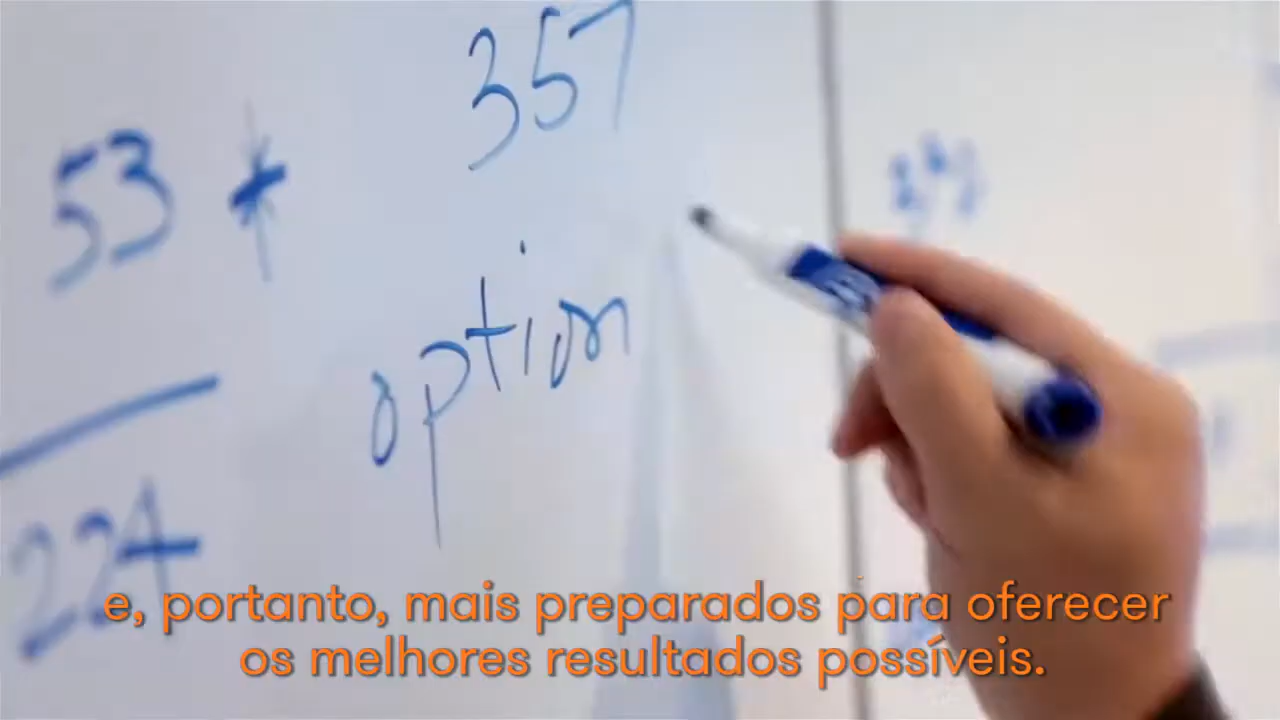 357
53 *
option
224
e, portanto, mais preparados para oferecer
os melhores resultados possíveis.